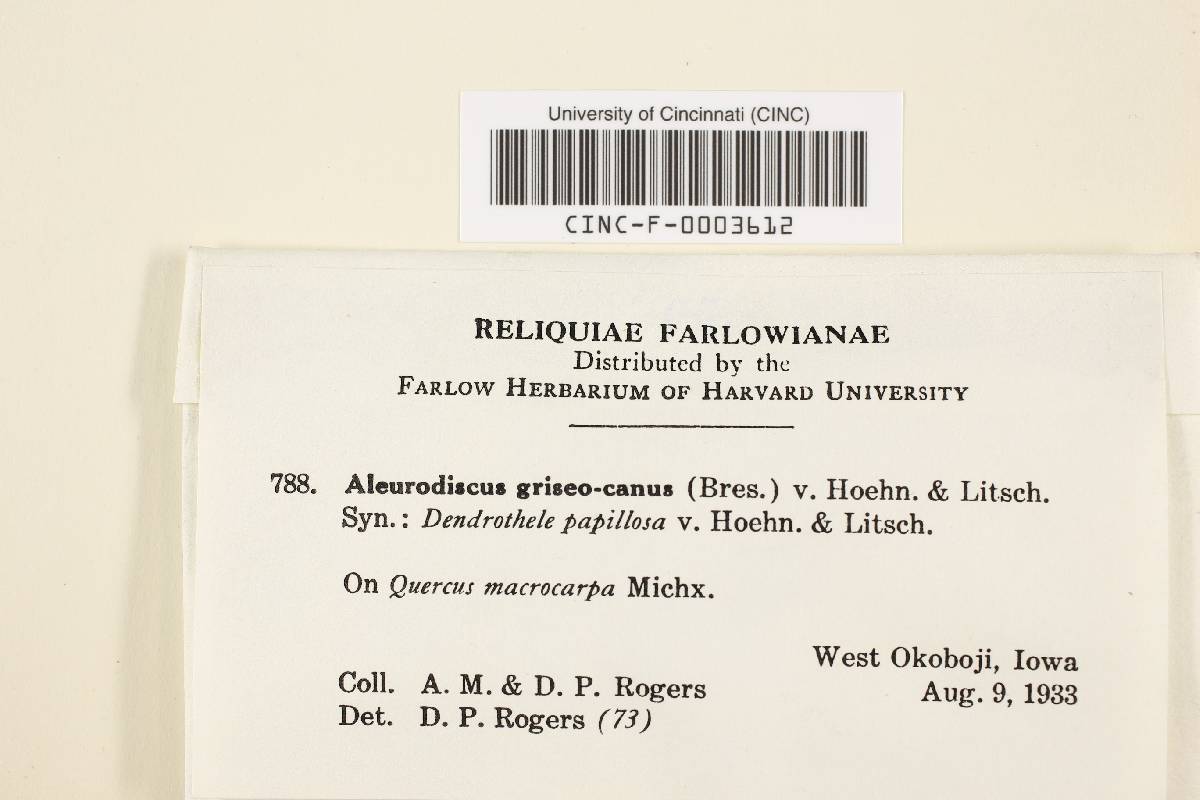 University of Cincinnati (CINC)
CINC-F-0003612
RELIQUIAE FARLOWIANAE
Distributed by the
FARLOW HERBARIUM OF HARVARD UNIVERSITY
788. Aleurodiscus griseo-canus (Bres.) v. Hoehn. & Litsch.
Syn.: Dendrothele papillosa v. Hoehn. & Litsch.
On Quercus macrocarpa Michx.
West Okoboji, Iowa
Aug. 9, 1933
Coll. A. M. & D. P. Rogers
Det. D. P. Rogers (73)